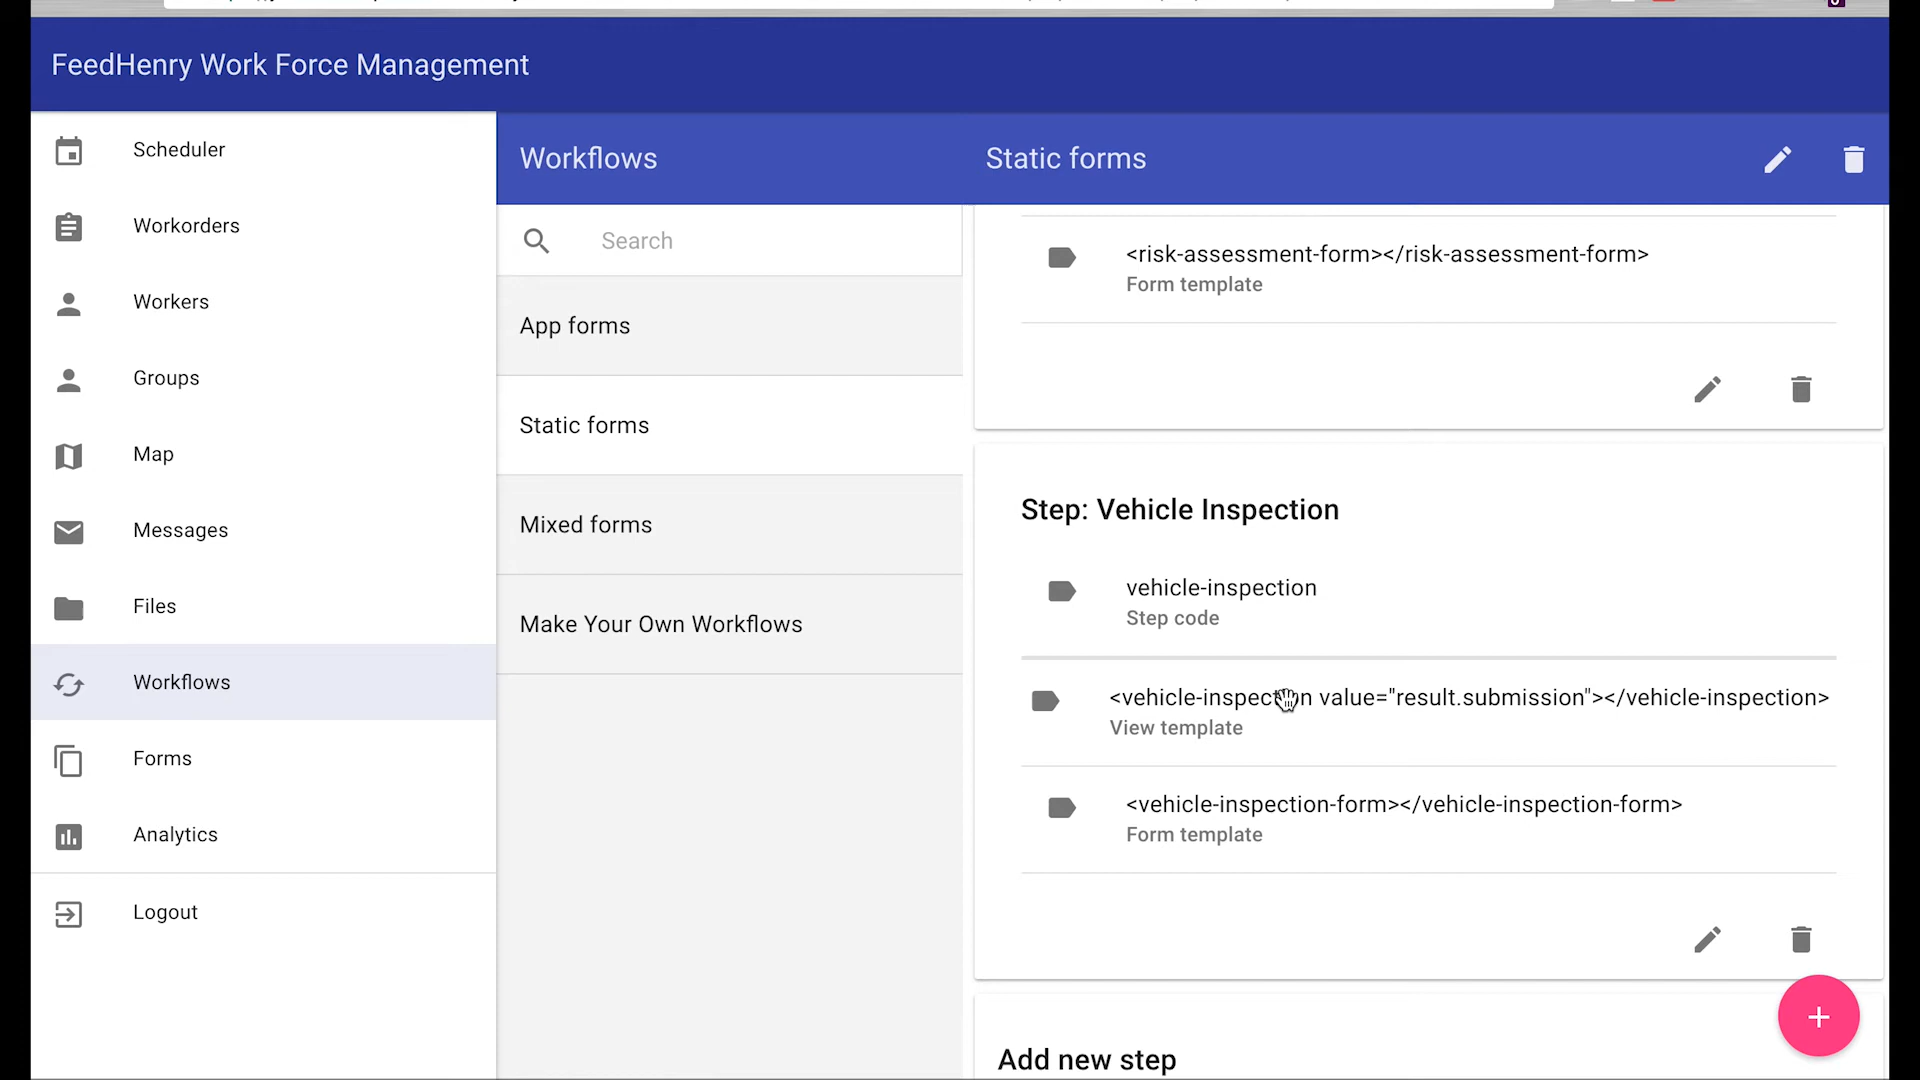 FeedHenry Work Force Management
Scheduler
Workorders
Workers
Groups
Map
Messages
Files
Workflows
Forms
Analytics
Logout
Workflows
Search
App forms
Static forms
Mixed forms
Make Your Own Workflows
Static forms
<risk-assessment-form></risk-assessment-form>
Form template
Step: Vehicle Inspection
vehicle-inspection
Step code
<vehicle-inspection value="result.submission"></vehicle-inspection>
View template
<vehicle-inspection-form></vehicle-inspection-form>
Form template
Add new step